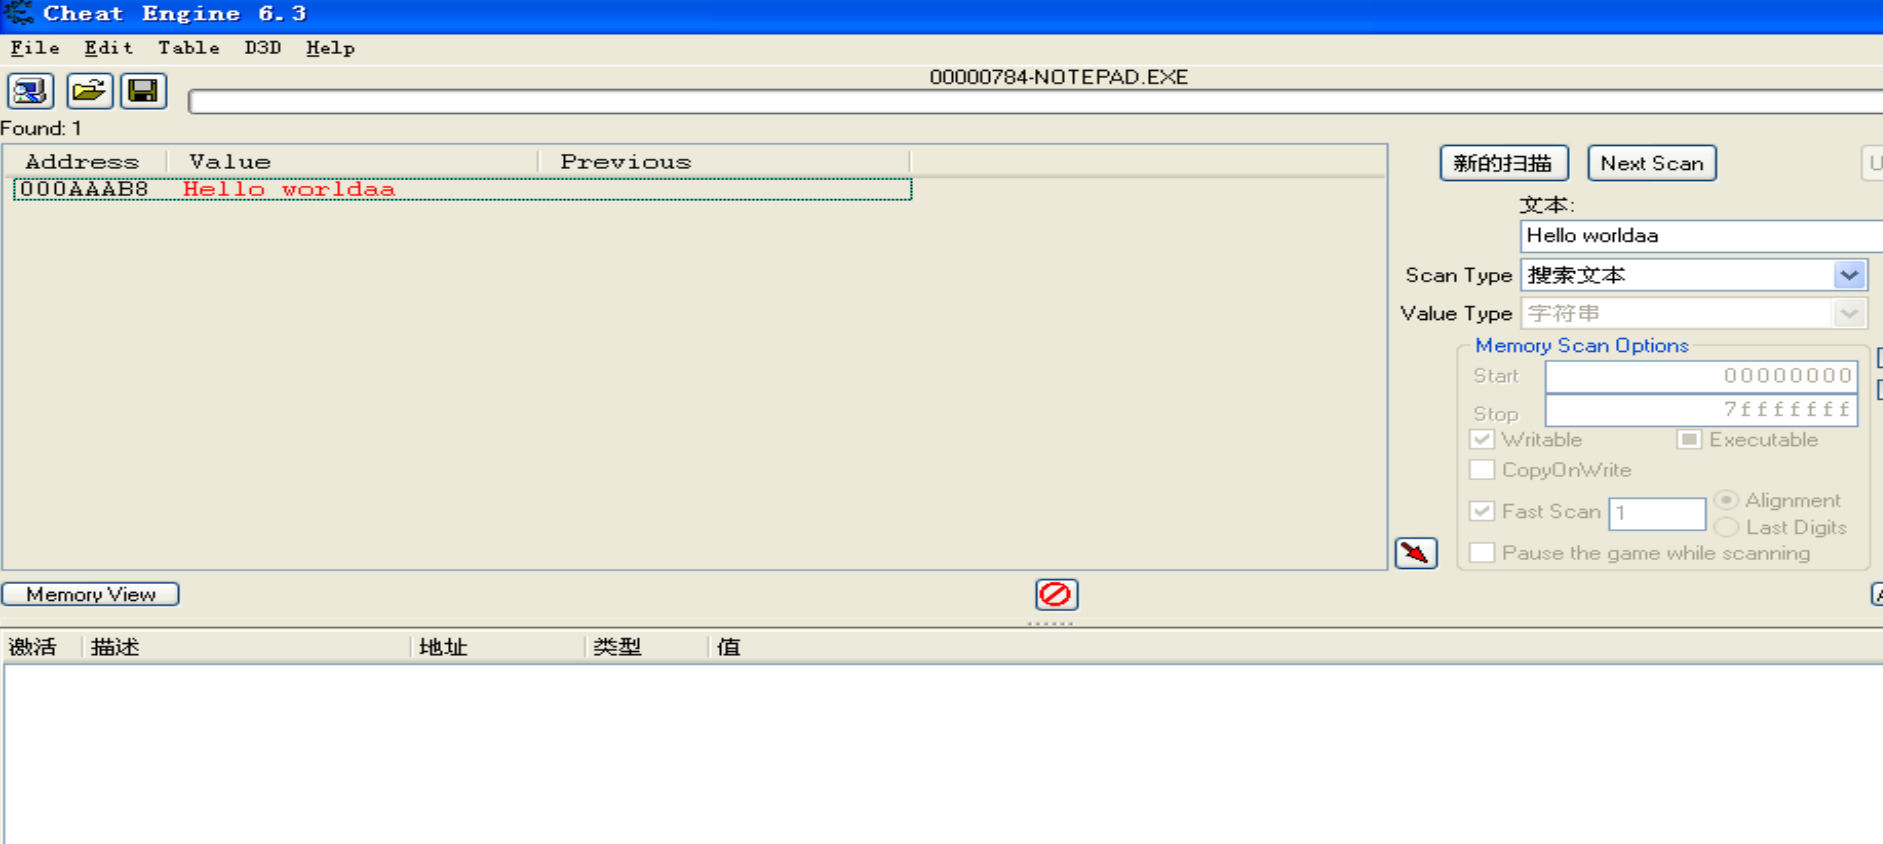 Cheat Engine 6.3
File Edit Table D3D Help
00000784-NOTEPAD.EXE
Found: 1
Address Value Previous
000AAAB8 Hello worldaa
新的扫描 Next Scan
文本:
Hello worldaa
Scan Type 搜索文本
Value Type 字符串
Memory Scan Options
Start 00000000
Stop 7fffffff
Writable Executable
CopyOnWrite
Fast Scan 1 Alignment
Last Digits
Pause the game while scanning
Memory View
激活 描述 地址 类型 值